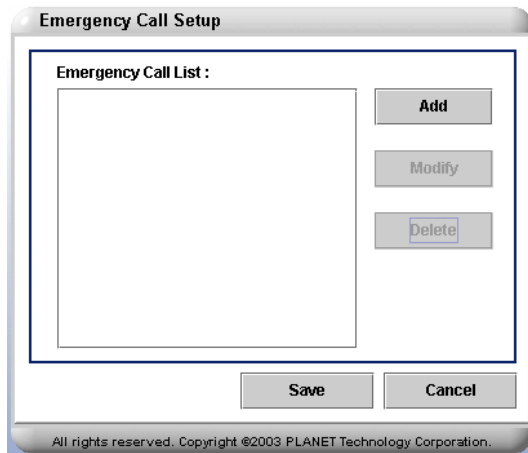 Emergency Call Setup
Emergency Call List :
Add
Modify
Delete
Save
Cancel
All rights reserved. Copyright ©2003 PLANET Technology Corporation.